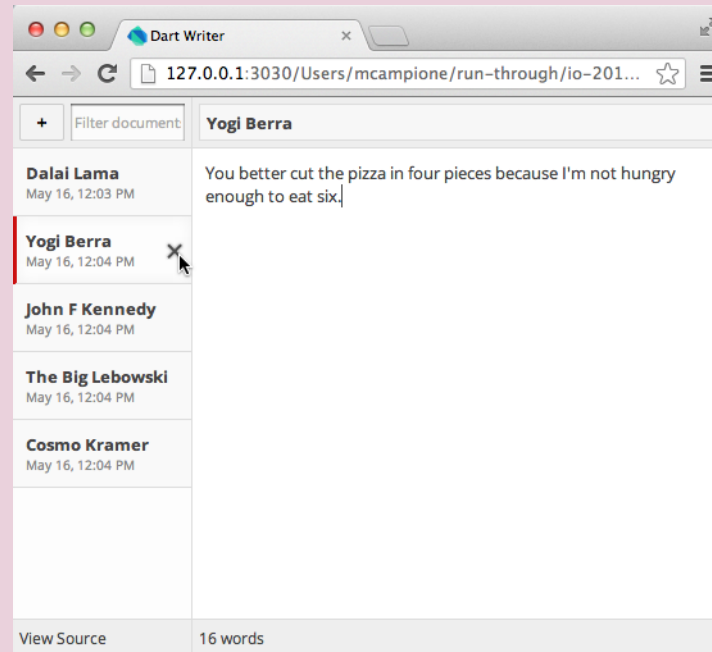 Dart Writer
127.0.0.1:3030/Users/mcampione/run-through/io-201...
+ Filter document Yogi Berra
Dalai Lama
May 16, 12:03 PM
Yogi Berra
May 16, 12:04 PM
John F Kennedy
May 16, 12:04 PM
The Big Lebowski
May 16, 12:04 PM
Cosmo Kramer
May 16, 12:04 PM
You better cut the pizza in four pieces because I'm not hungry
enough to eat six.
View Source
16 words